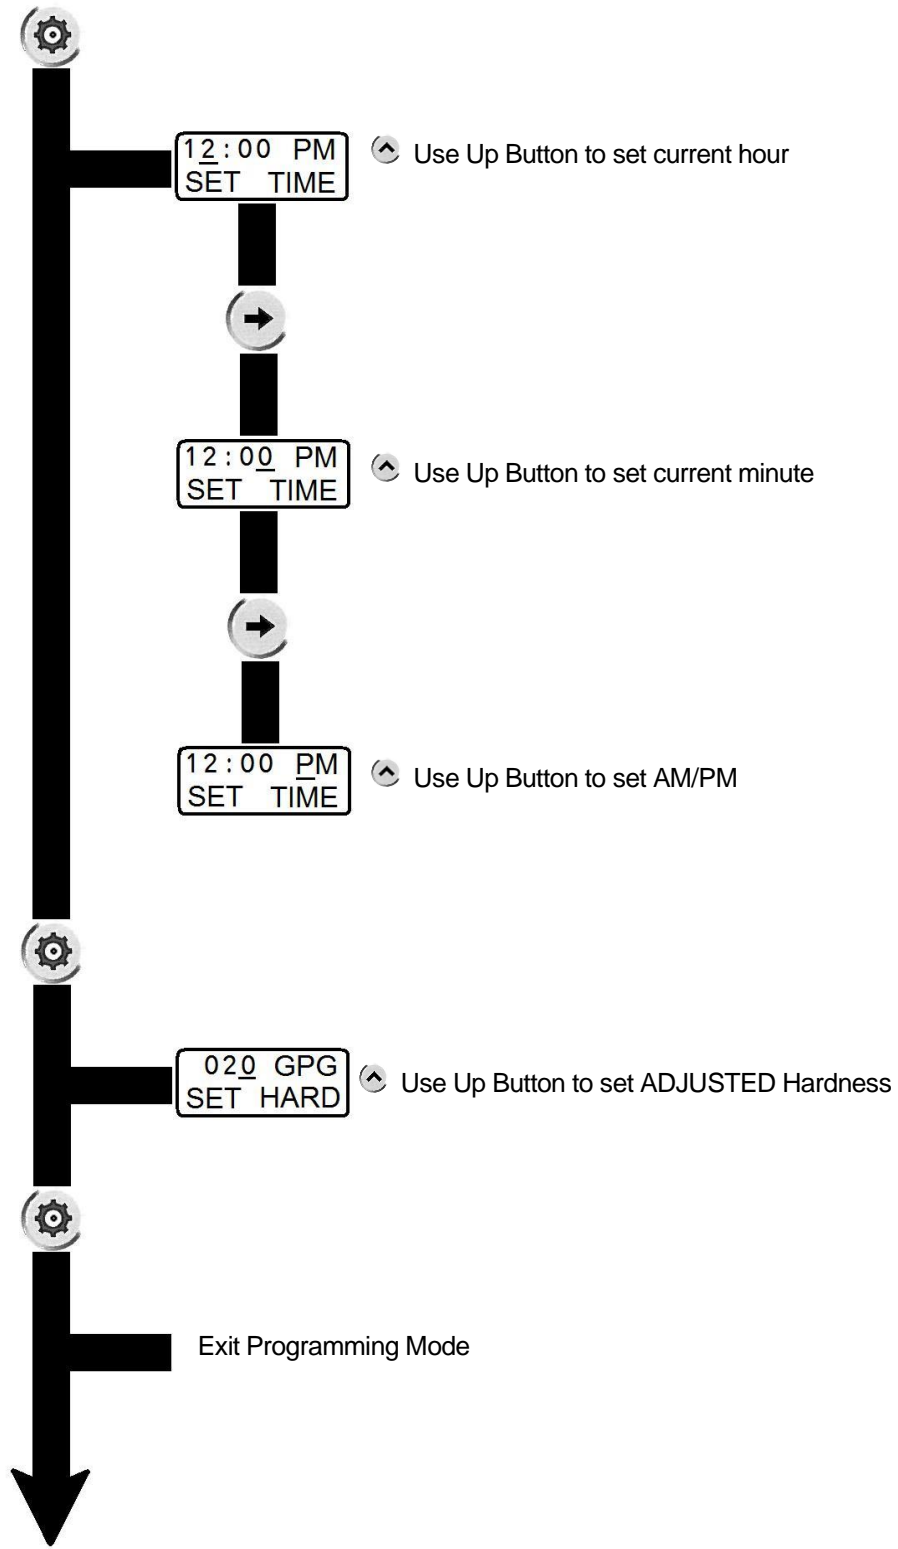 12:00 PM
SET TIME
Use Up Button to set current hour
12:00 PM
SET TIME
Use Up Button to set current minute
12:00 PM
SET TIME
Use Up Button to set AM/PM
020 GPG
SET HARD
Use Up Button to set ADJUSTED Hardness
Exit Programming Mode